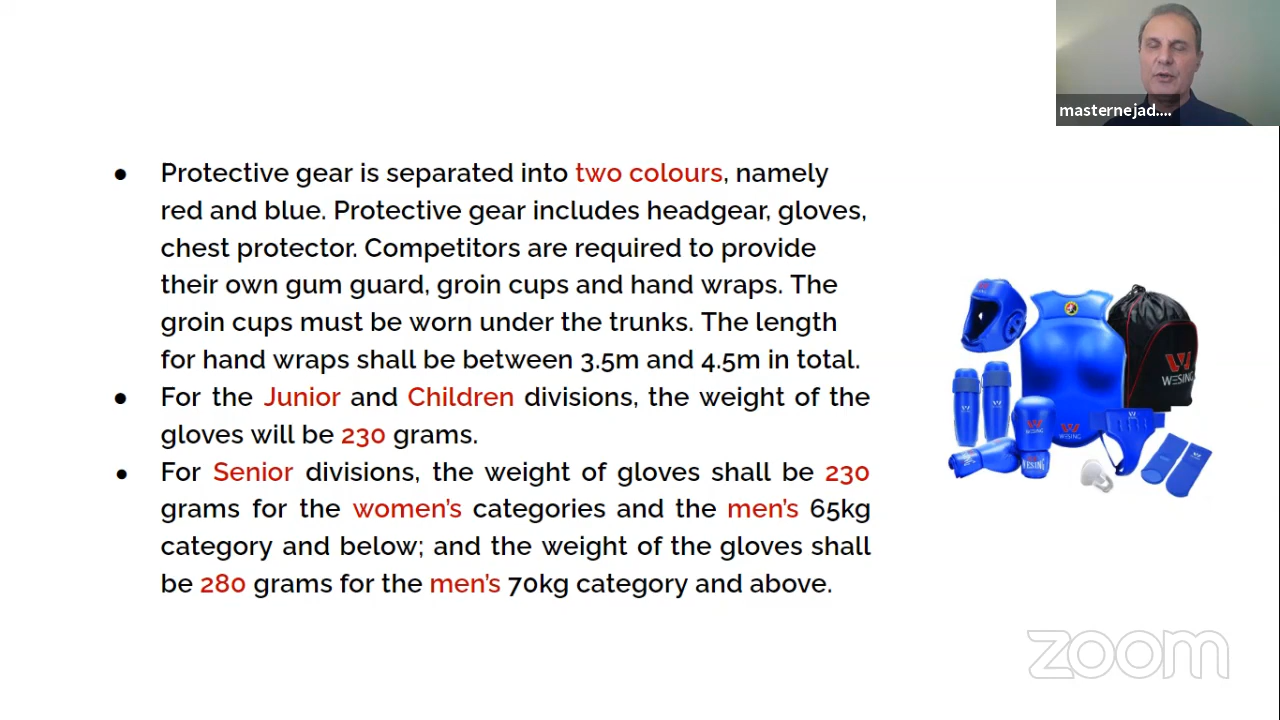 masternejad....
● Protective gear is separated into two colours, namely
red and blue. Protective gear includes headgear, gloves,
chest protector. Competitors are required to provide
their own gum guard, groin cups and hand wraps. The
groin cups must be worn under the trunks. The length
for hand wraps shall be between 3.5m and 4.5m in total.
● For the Junior and Children divisions, the weight of the
gloves will be 230 grams.
● For Senior divisions, the weight of gloves shall be 230
grams for the women's categories and the men's 65kg
category and below; and the weight of the gloves shall
be 280 grams for the men's 70kg category and above.
WESING
WESING
WESING
WESING
zoom